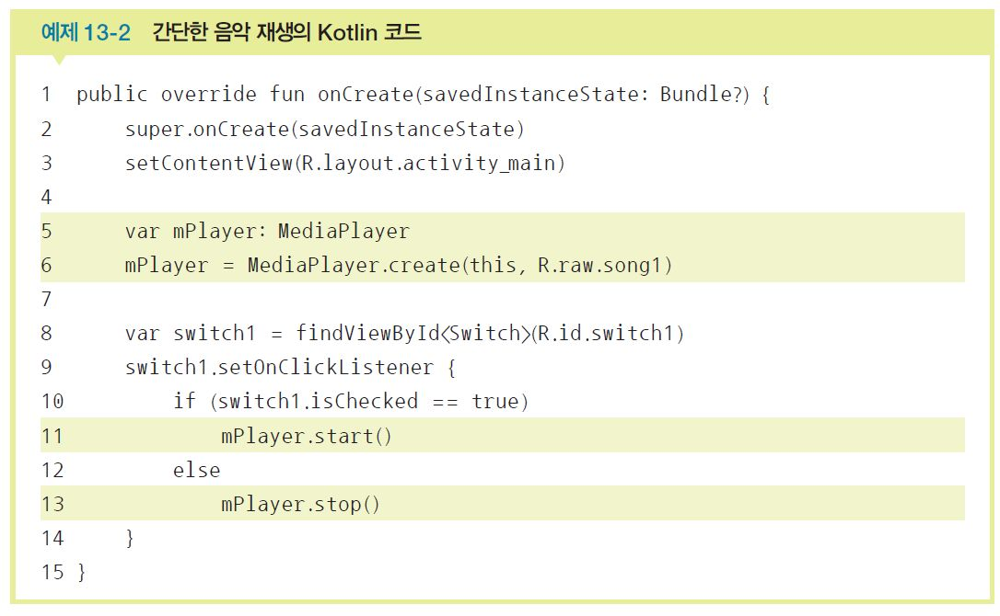 예제 13-2 간단한 음악 재생의 Kotlin 코드
1 public override fun onCreate(savedInstanceState: Bundle?) {
2     super.onCreate(savedInstanceState)
3     setContentView(R.layout.activity_main)
4
5     var mPlayer: MediaPlayer
6     mPlayer = MediaPlayer.create(this, R.raw.song1)
7
8     var switch1 = findViewById<Switch>(R.id.switch1)
9     switch1.setOnClickListener {
10         if (switch1.isChecked == true)
11             mPlayer.start()
12         else
13             mPlayer.stop()
14     }
15 }